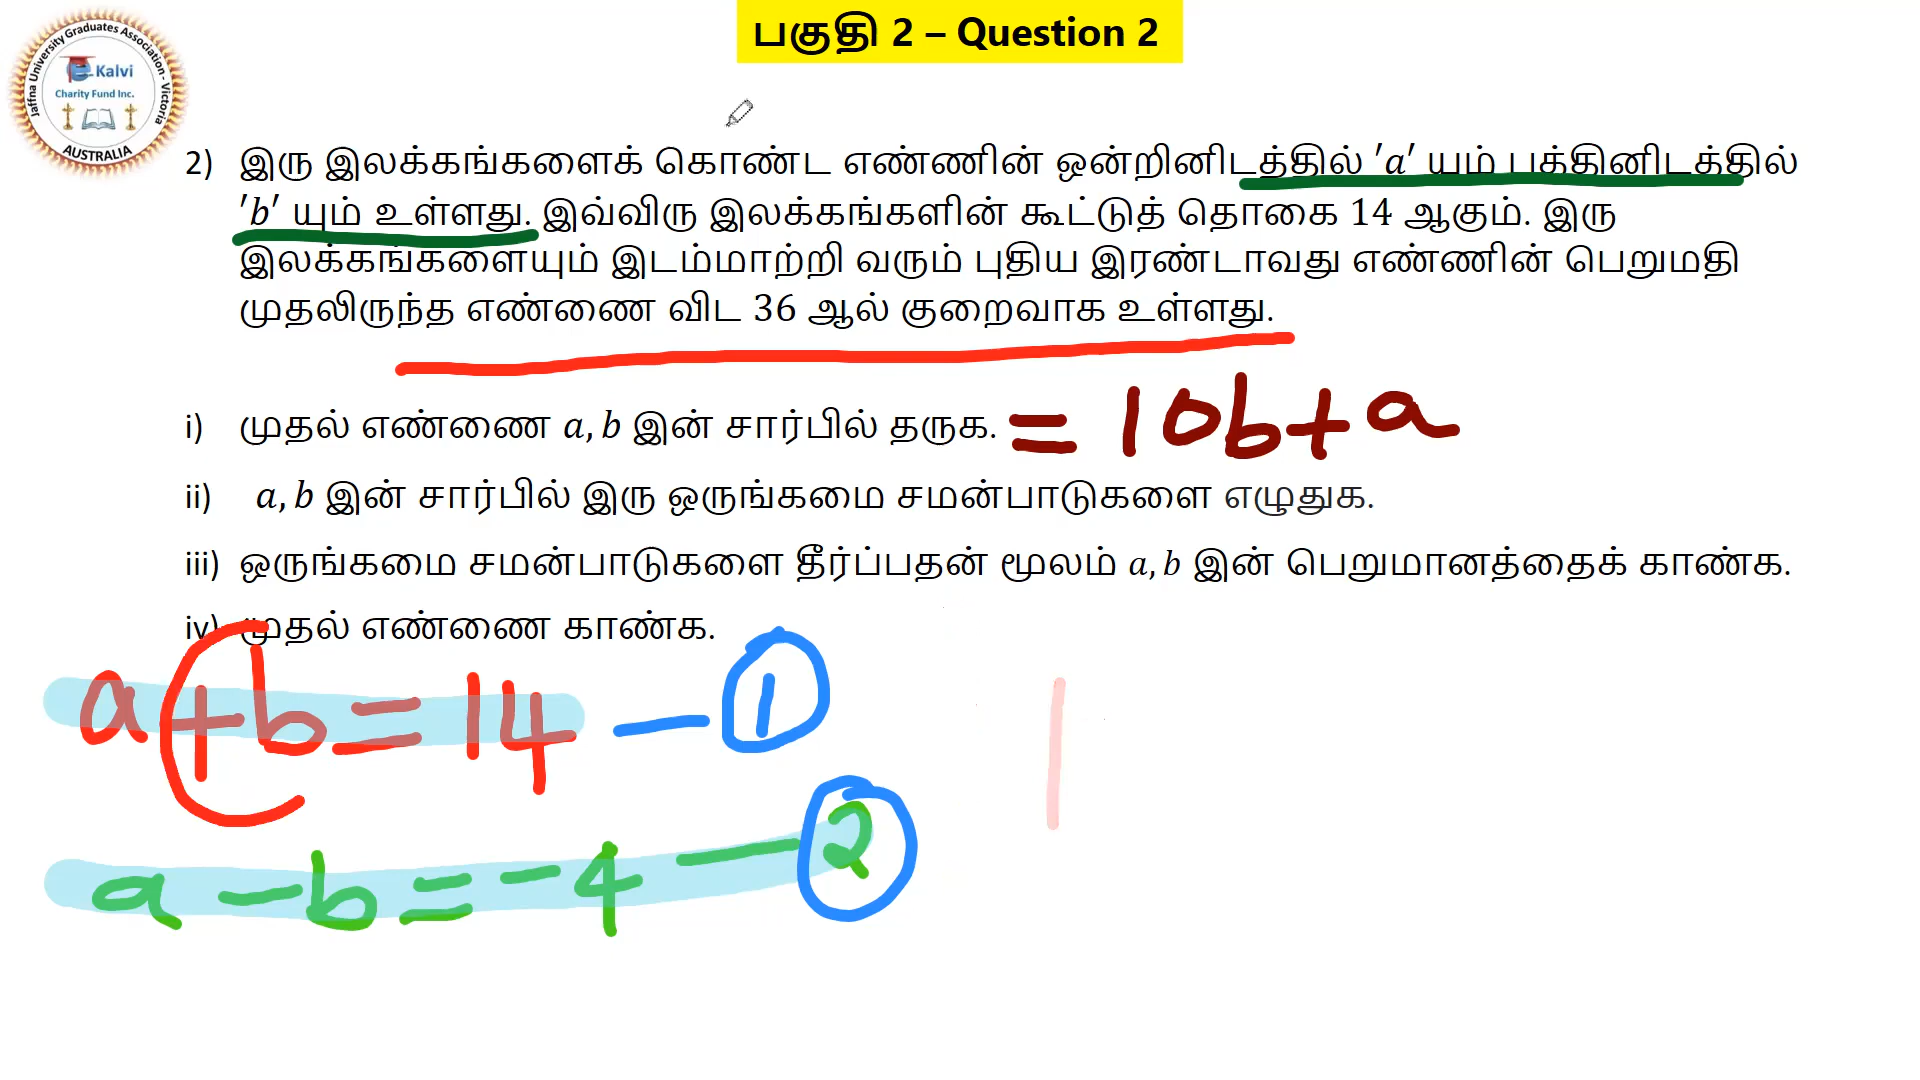 பகுதி 2 – Question 2
Jaffna University Graduates Association - Victoria
Kalvi
Charity Fund Inc.
AUSTRALIA
2) இரு இலக்கங்களைக் கொண்ட எண்ணின் ஒன்றினிடத்தில் 'a' யும் பத்தினிடத்தில்
'b' யும் உள்ளது. இவ்விரு இலக்கங்களின் கூட்டுத் தொகை 14 ஆகும். இரு
இலக்கங்களையும் இடம்மாற்றி வரும் புதிய இரண்டாவது எண்ணின் பெறுமதி
முதலிருந்த எண்ணை விட 36 ஆல் குறைவாக உள்ளது.
i) முதல் எண்ணை a, b இன் சார்பில் தருக. = 10b+a
ii) a, b இன் சார்பில் இரு ஒருங்கமை சமன்பாடுகளை எழுதுக.
iii) ஒருங்கமை சமன்பாடுகளை தீர்ப்பதன் மூலம் a, b இன் பெறுமானத்தைக் காண்க.
iv) முதல் எண்ணை காண்க.
a+b=14 — 1
a-b=-4 — 2